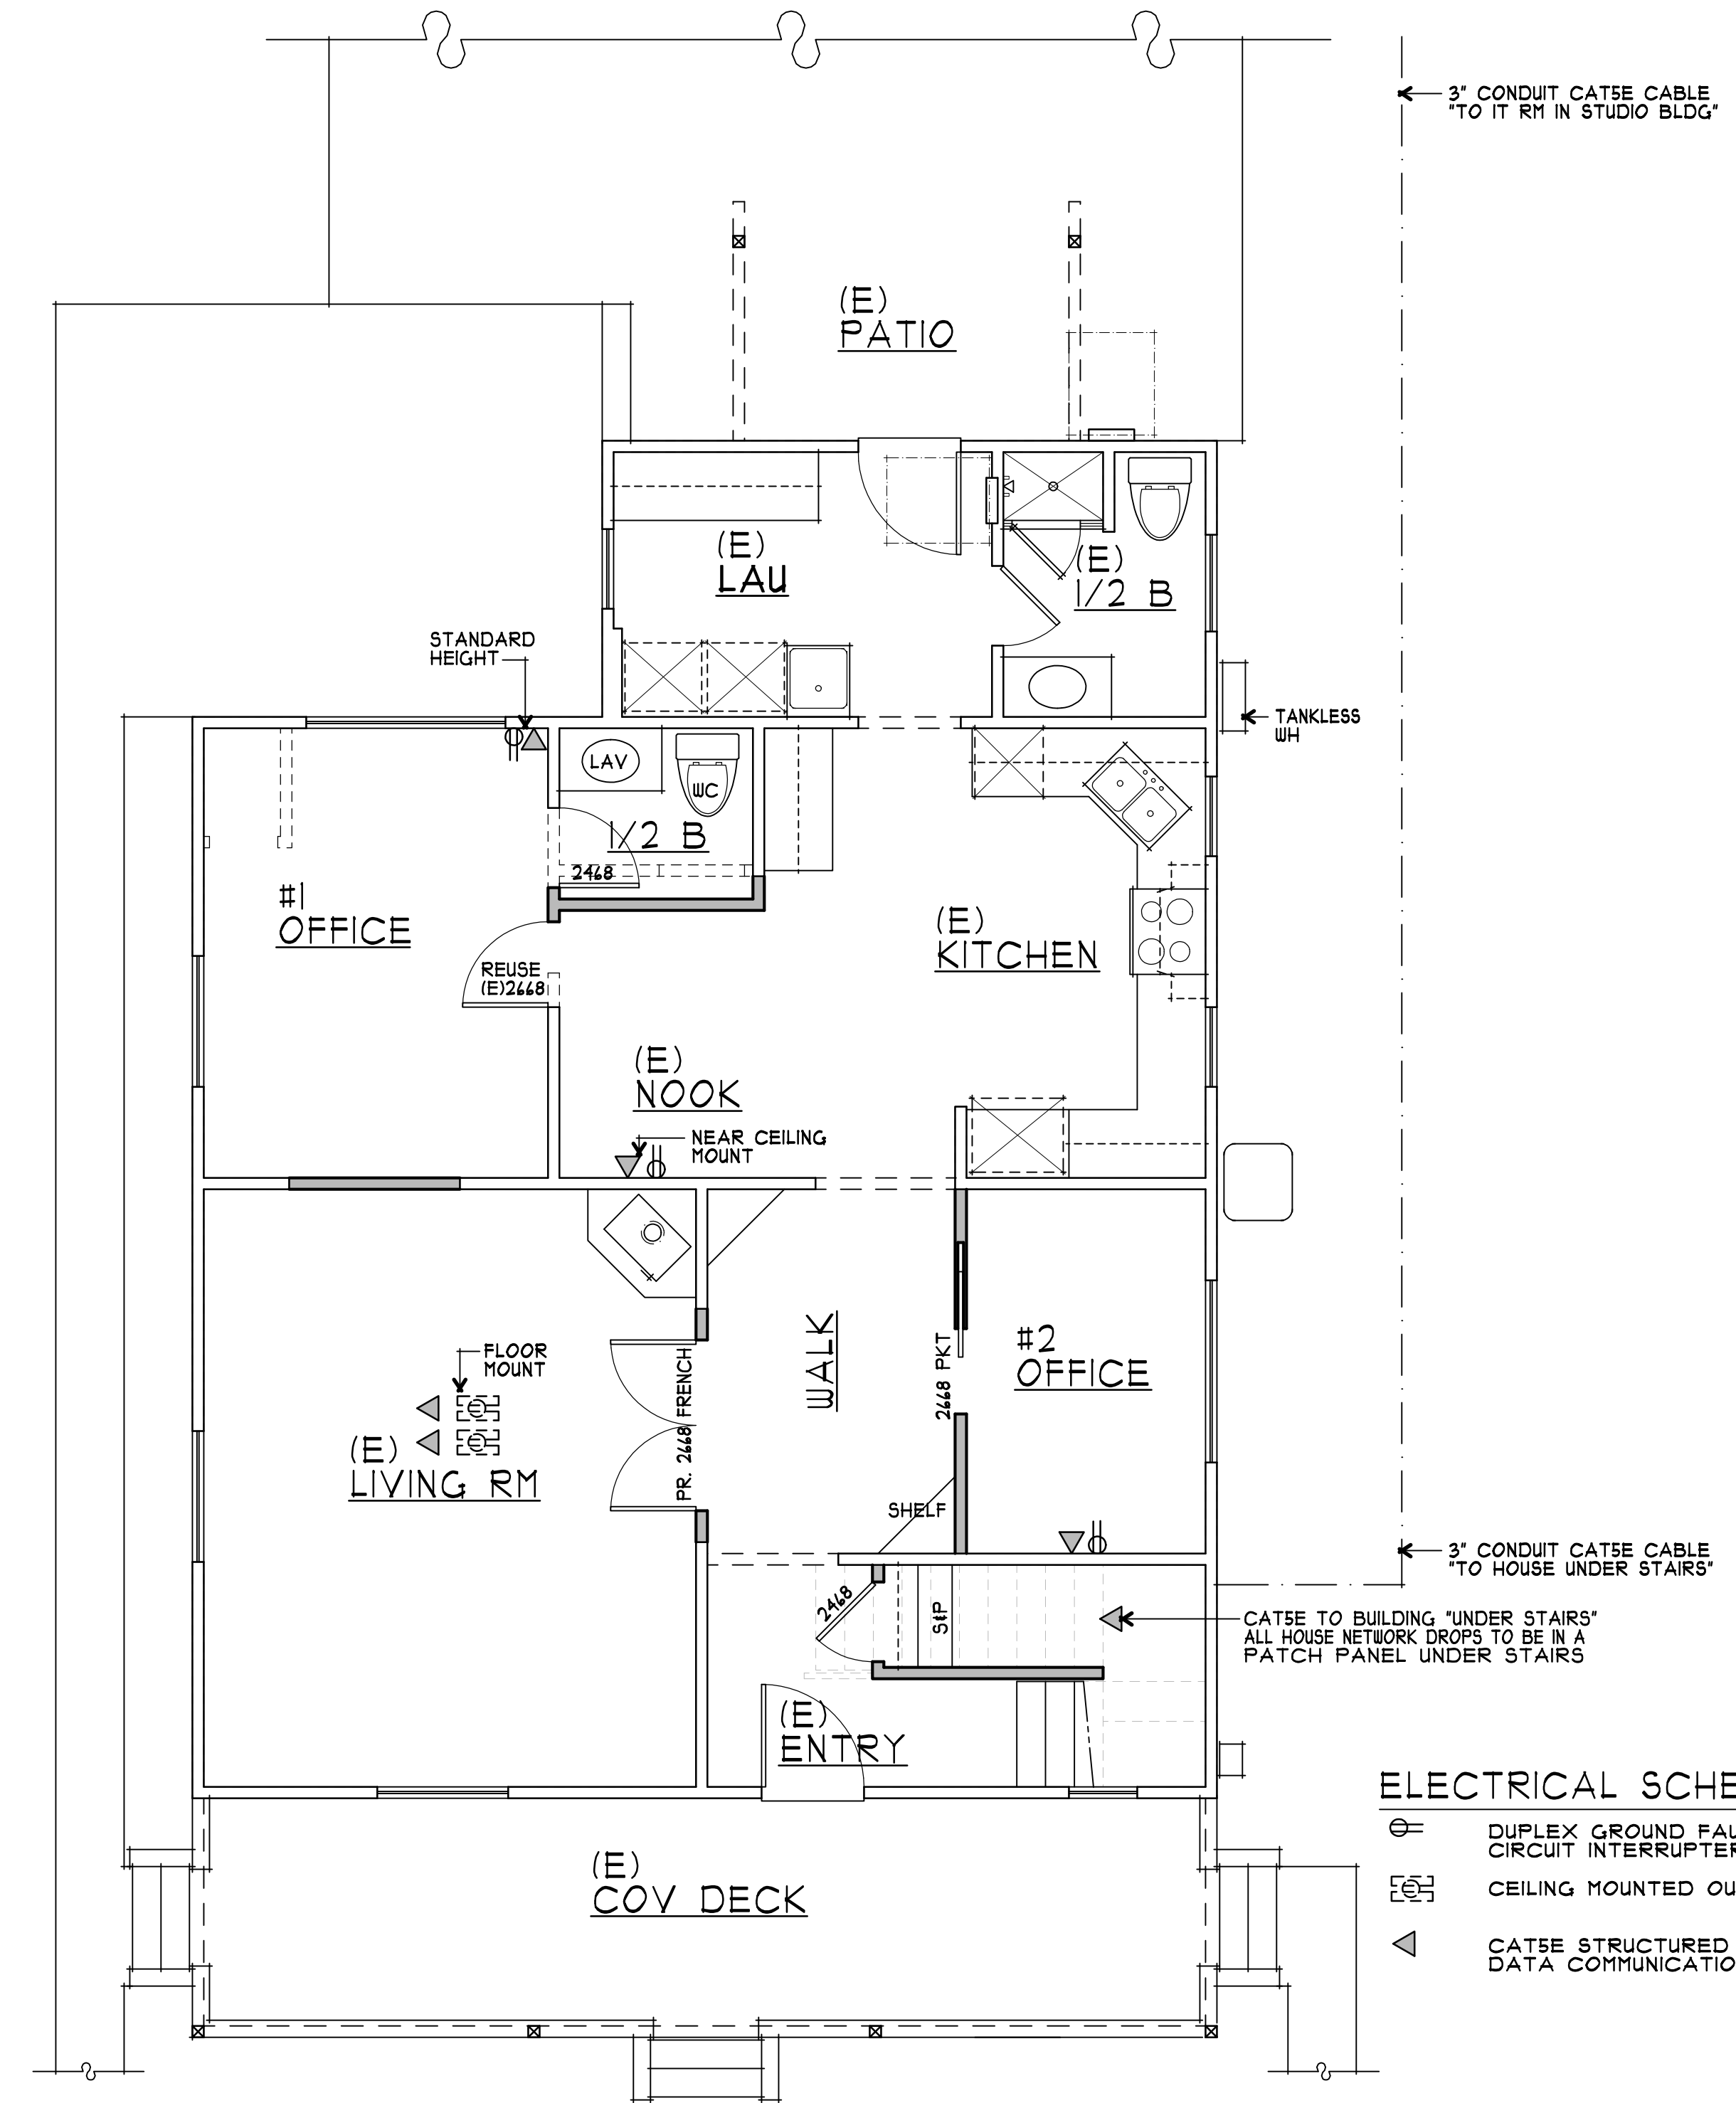 3" CONDUIT CAT5E CABLE
"TO IT RM IN STUDIO BLDG"
(E)
PATIO
(E)
LAU
(E)
1/2 B
STANDARD
HEIGHT
TANKLESS
WH
LAV
WC
1/2 B
2468
#1
OFFICE
(E)
KITCHEN
REUSE
(E)2668
(E)
NOOK
NEAR CEILING
MOUNT
WALK
2668 PKT
#2
OFFICE
FLOOR
MOUNT
PR. 2668 FRENCH
(E)
LIVING RM
SHELF
3" CONDUIT CAT5E CABLE
"TO HOUSE UNDER STAIRS"
2468
S&P
CAT5E TO BUILDING "UNDER STAIRS"
ALL HOUSE NETWORK DROPS TO BE IN A
PATCH PANEL UNDER STAIRS
(E)
ENTRY
ELECTRICAL SCHE
DUPLEX GROUND FAU
CIRCUIT INTERRUPTER
(E)
COV DECK
CEILING MOUNTED OU
CAT5E STRUCTURED
DATA COMMUNICATIO